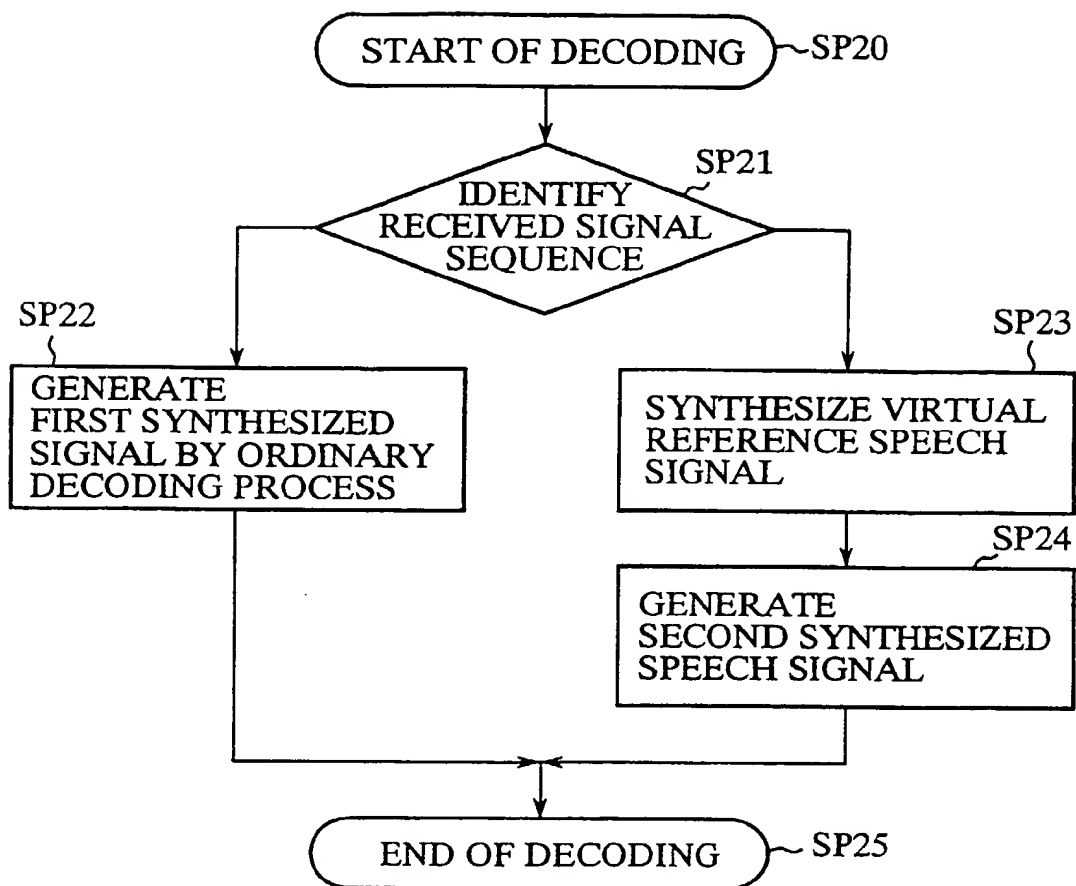 START OF DECODING
SP20
SP21
IDENTIFY
RECEIVED SIGNAL
SEQUENCE
SP22
GENERATE
FIRST SYNTHESIZED
SIGNAL BY ORDINARY
DECODING PROCESS
SP23
SYNTHESIZE VIRTUAL
REFERENCE SPEECH
SIGNAL
SP24
GENERATE
SECOND SYNTHESIZED
SPEECH SIGNAL
END OF DECODING
SP25